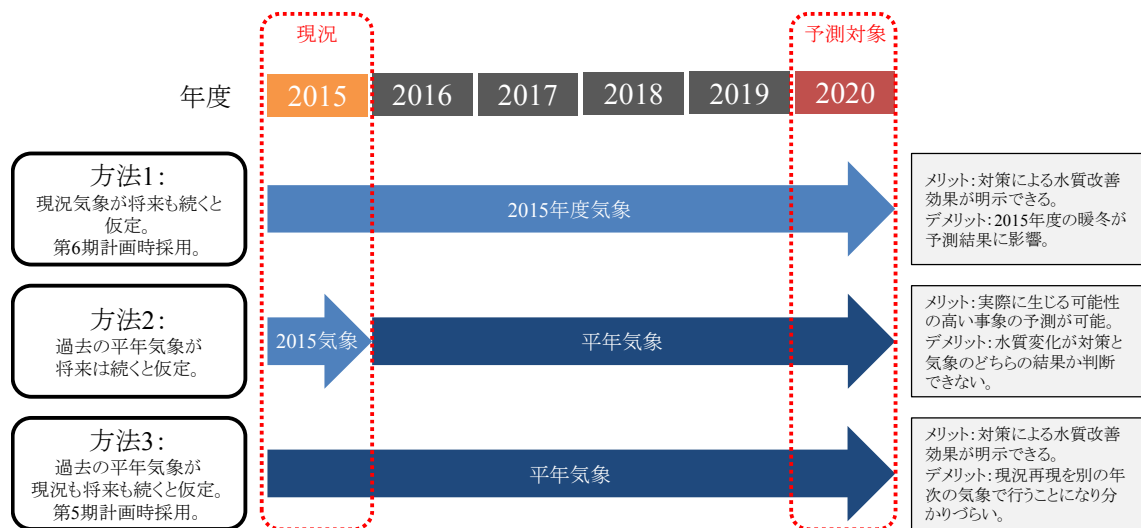 現況
予測対象
年度
2015
2016
2017
2018
2019
2020
方法1：
現況気象が将来も続くと
仮定。
第6期計画時採用。
2015年度気象
メリット：対策による水質改善
効果が明示できる。
デメリット：2015年度の暖冬が
予測結果に影響。
方法2：
過去の平年気象が
将来は続くと仮定。
2015気象
平年気象
メリット：実際に生じる可能性
の高い事象の予測が可能。
デメリット：水質変化が対策と
気象のどちらの結果か判断
できない。
方法3：
過去の平年気象が
現況も将来も続くと仮定。
第5期計画時採用。
平年気象
メリット：対策による水質改善
効果が明示できる。
デメリット：現況再現を別の年
次の気象で行うことになり分
かりづらい。